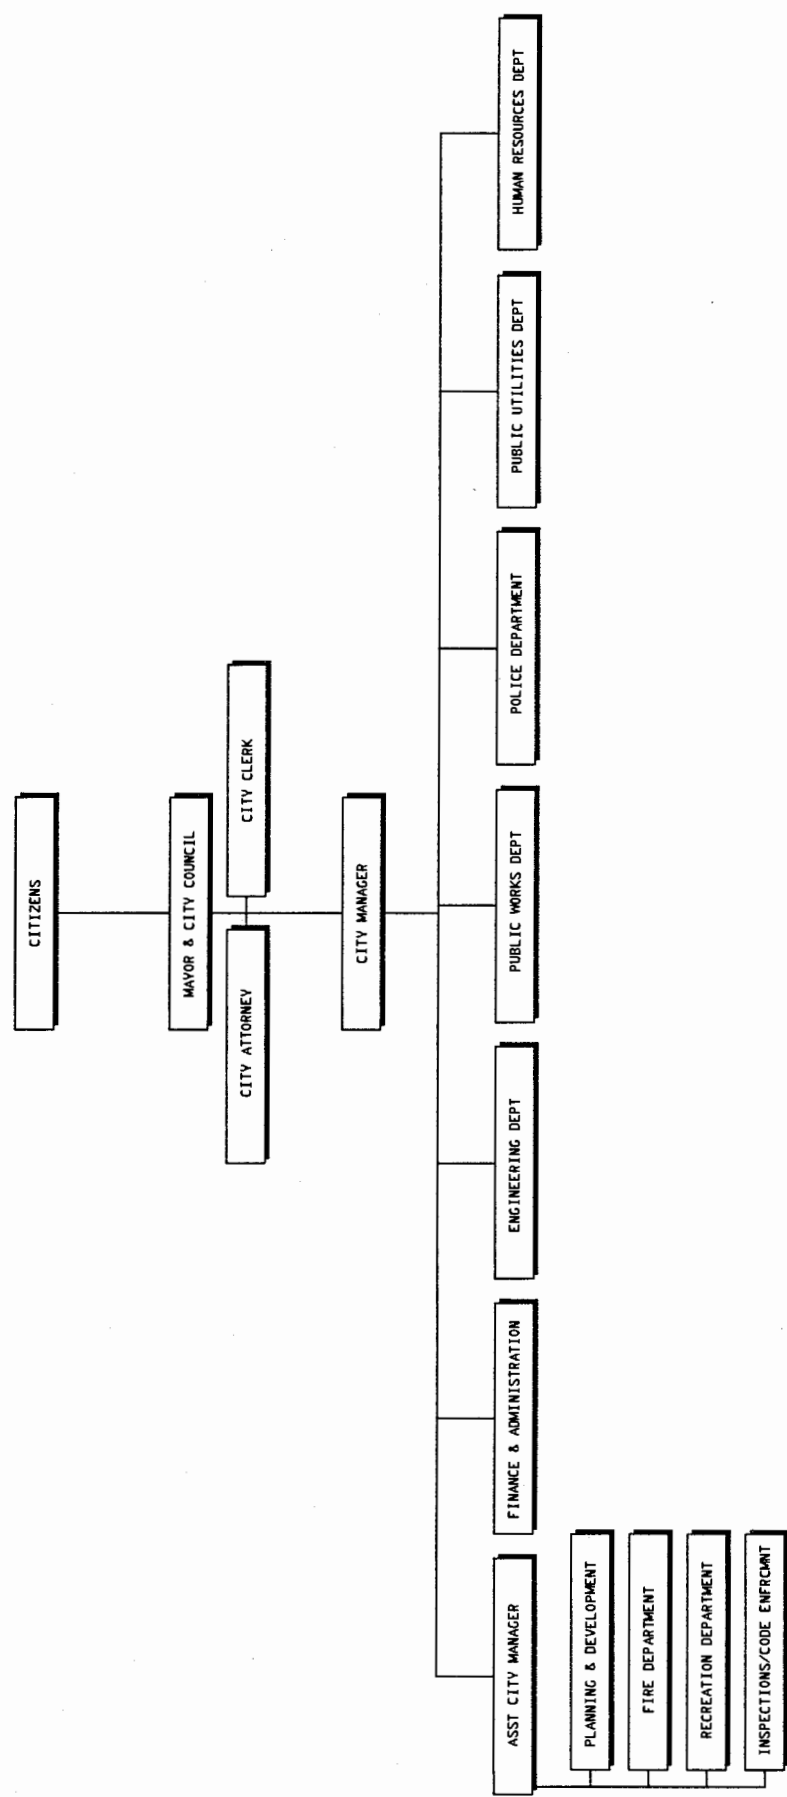 CITIZENS
MAYOR & CITY COUNCIL
CITY ATTORNEY
CITY CLERK
CITY MANAGER
ASST CITY MANAGER
FINANCE & ADMINISTRATION
ENGINEERING DEPT
PUBLIC WORKS DEPT
POLICE DEPARTMENT
PUBLIC UTILITIES DEPT
HUMAN RESOURCES DEPT
PLANNING & DEVELOPMENT
FIRE DEPARTMENT
RECREATION DEPARTMENT
INSPECTIONS/CODE ENFRCMNT